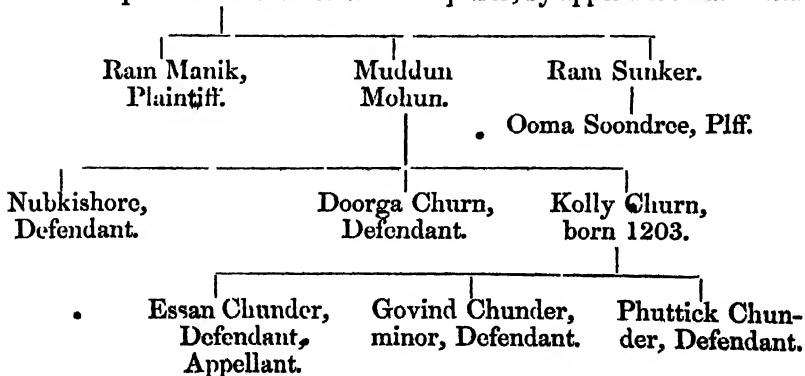 Ram Manik, Muddun Ram Sunker.
Plaintiff. Mohun.
Ooma Soondree, Plff.
Nubkishore, Doorga Churn, Kolly Churn,
Defendant. Defendant. born 1203.
Essan Chunder, Govind Chunder, Phuttick Chun-
Defendant, minor, Defendant. der, Defendant.
Appellant.